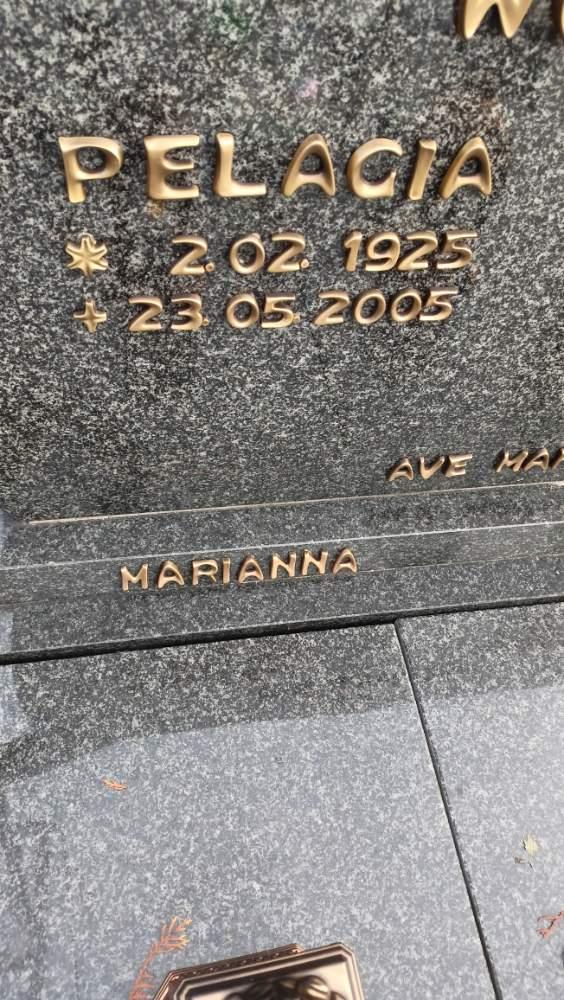 PELAGIA
* 2. 02. 1925
+ 23. 05. 2005
AVE
MARIANNA